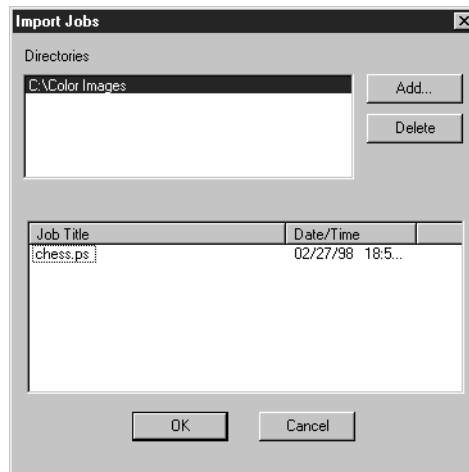 Import Jobs
Directories
C:\Color Images
Add...
Delete
Job Title Date/Time
chess.ps 02/27/98 18:5...
OK Cancel